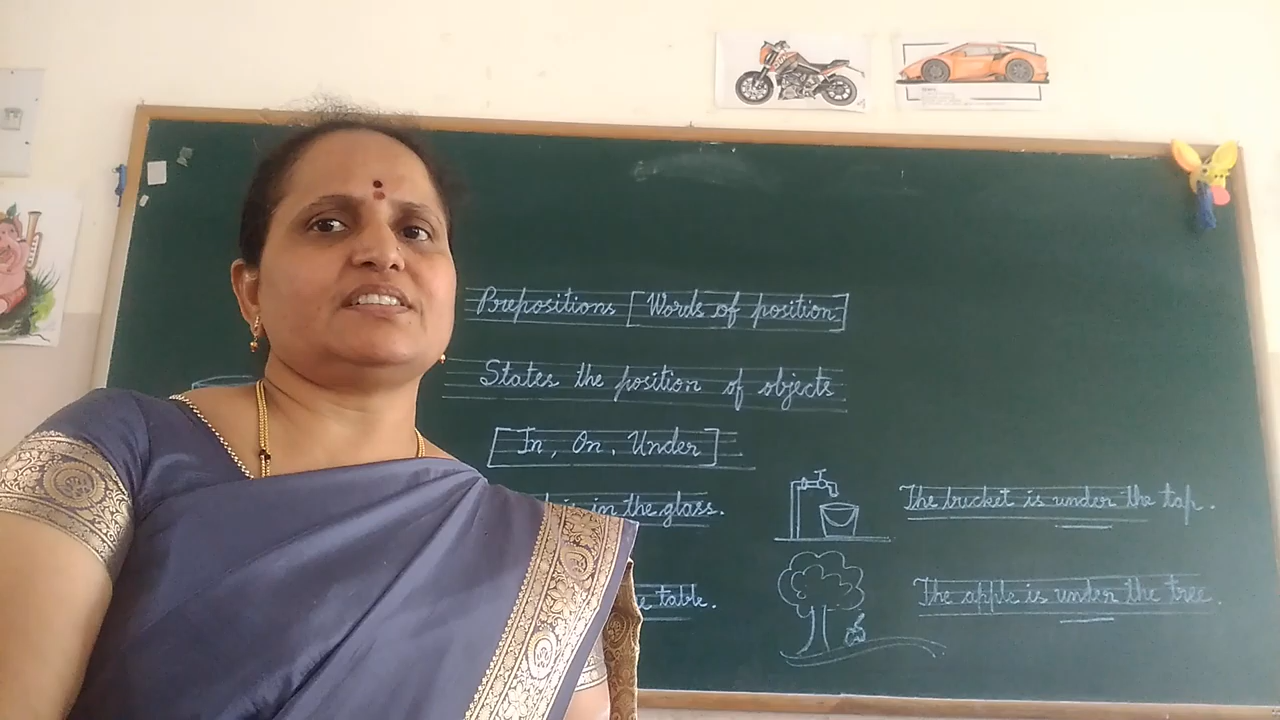 Prepositions [Words of position]
States the position of objects
[In, On, Under]
in the glass.
The bucket is under the tap.
table.
The apple is under the tree.